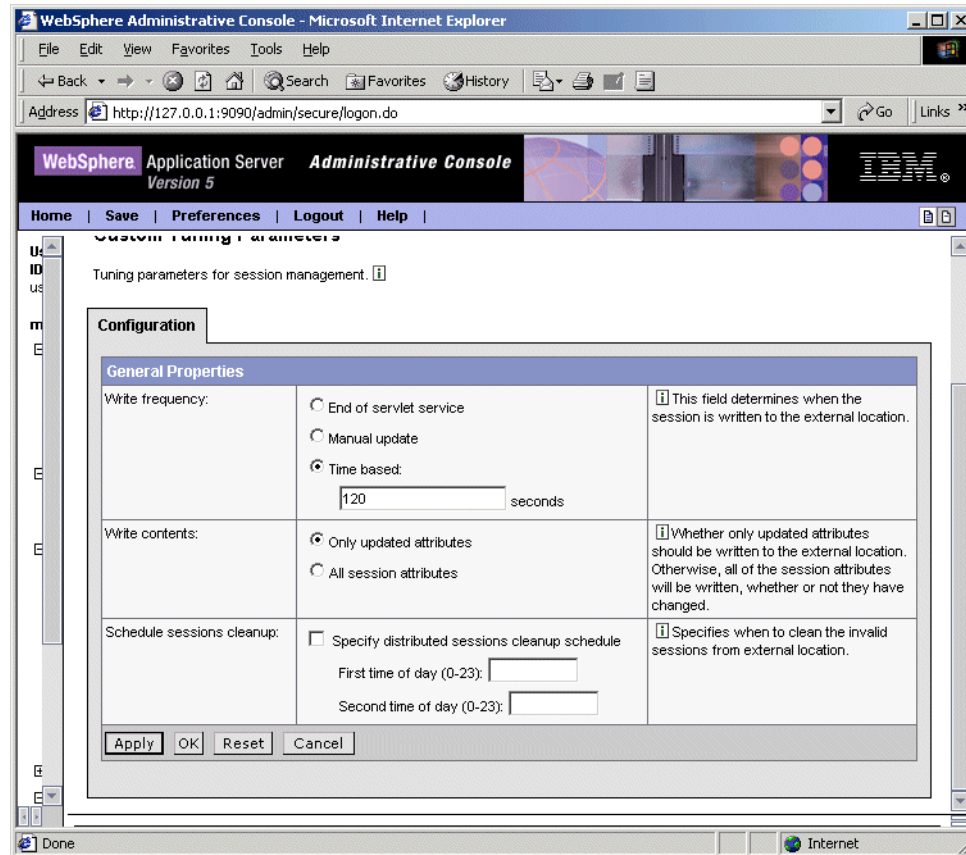 WebSphere Administrative Console - Microsoft Internet Explorer
File Edit View Favorites Tools Help
Back Search Favorites History
Address http://127.0.0.1:9090/admin/secure/logon.do Go Links »
WebSphere Application Server Administrative Console
Version 5
IBM®
Home | Save | Preferences | Logout | Help |
Custom Tuning Parameters
Us
ID
us
m
Tuning parameters for session management. i
Configuration
General Properties
Write frequency:
End of servlet service
Manual update
Time based:
120 seconds
i This field determines when the
session is written to the external location.
Write contents:
Only updated attributes
All session attributes
i Whether only updated attributes
should be written to the external location.
Otherwise, all of the session attributes
will be written, whether or not they have
changed.
Schedule sessions cleanup:
Specify distributed sessions cleanup schedule
First time of day (0-23):
Second time of day (0-23):
i Specifies when to clean the invalid
sessions from external location.
Apply OK Reset Cancel
Done
Internet